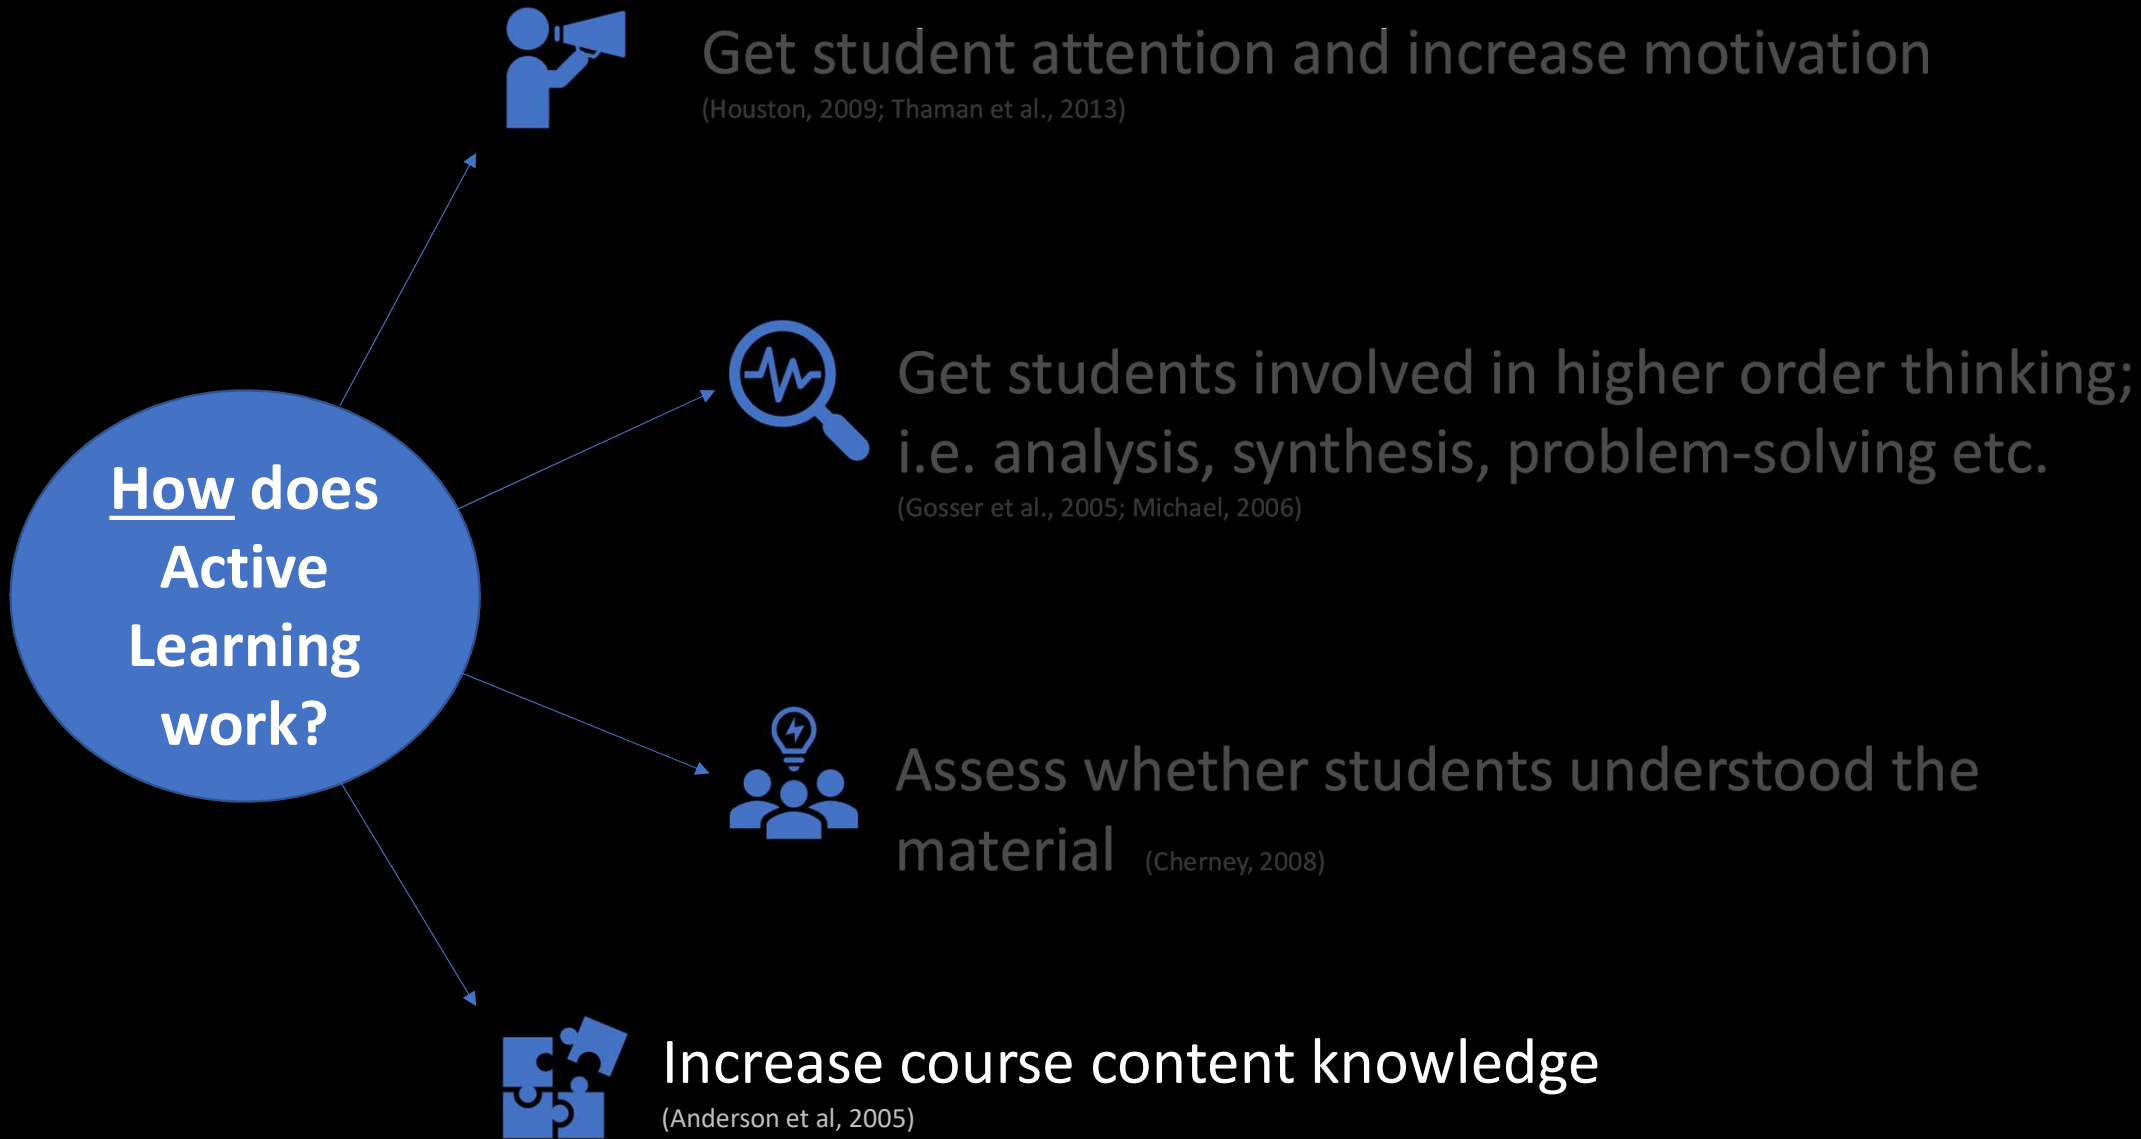 Get student attention and increase motivation
(Houston, 2009; Thaman et al., 2013)
Get students involved in higher order thinking;
i.e. analysis, synthesis, problem-solving etc.
(Gosser et al., 2005; Michael, 2006)
How does
Active
Learning
work?
Assess whether students understood the
material (Cherney, 2008)
Increase course content knowledge
(Anderson et al, 2005)